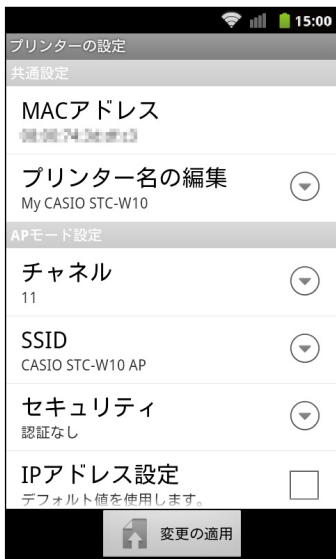 15:00
プリンターの設定
共通設定
MACアドレス
プリンター名の編集
My CASIO STC-W10
APモード設定
チャネル
11
SSID
CASIO STC-W10 AP
セキュリティ
認証なし
IPアドレス設定
デフォルト値を使用します。
変更の適用